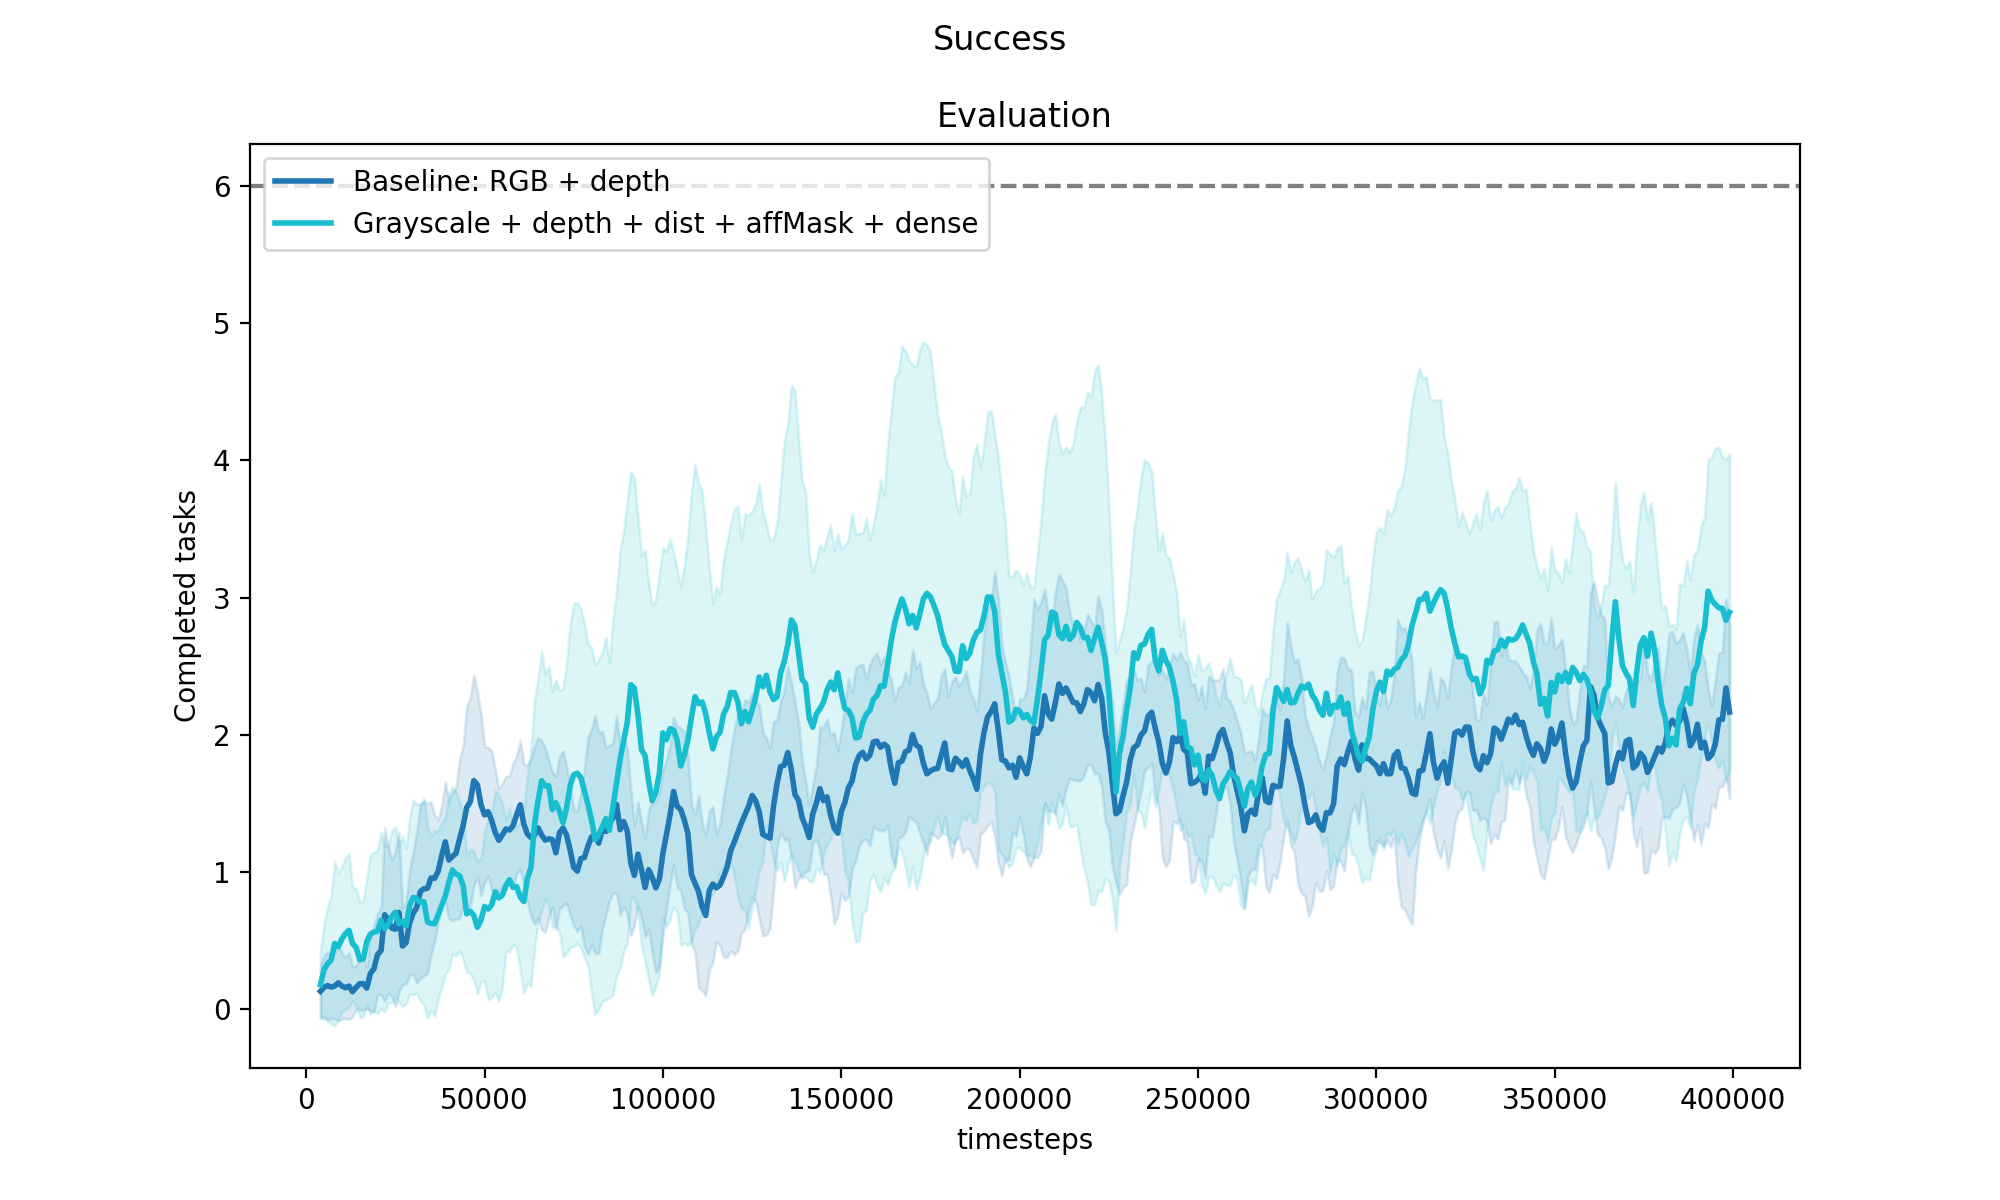 Success
Evaluation
Baseline: RGB + depth
Grayscale + depth + dist + affMask + dense
6
5
4
3
2
1
0
Completed tasks
0 50000 100000 150000 200000 250000 300000 350000 400000
timesteps